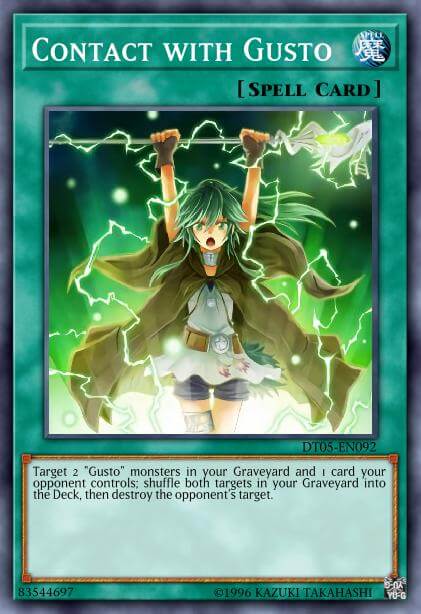 Contact with Gusto
[Spell Card]
DT05-EN092
Target 2 "Gusto" monsters in your Graveyard and 1 card your
opponent controls; shuffle both targets in your Graveyard into
the Deck, then destroy the opponent's target.
83544697
©1996 KAZUKI TAKAHASHI